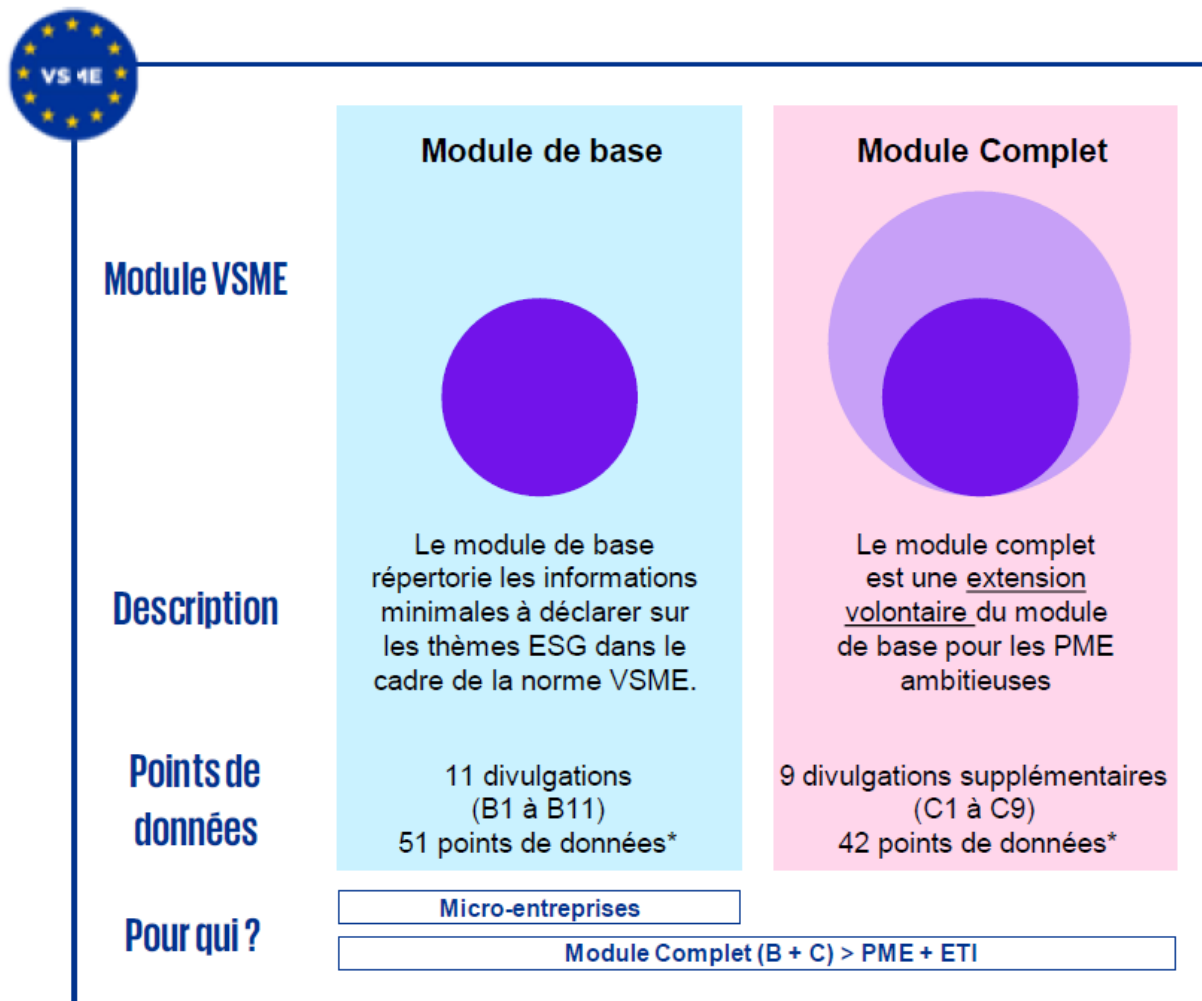 VSME
Module de base
Module Complet
Module VSME
Description
Le module de base
répertorie les informations
minimales à déclarer sur
les thèmes ESG dans le
cadre de la norme VSME.
Le module complet
est une extension
volontaire du module
de base pour les PME
ambitieuses
Points de
données
11 divulgations
(B1 à B11)
51 points de données*
9 divulgations supplémentaires
(C1 à C9)
42 points de données*
Pour qui ?
Micro-entreprises
Module Complet (B + C) > PME + ETI